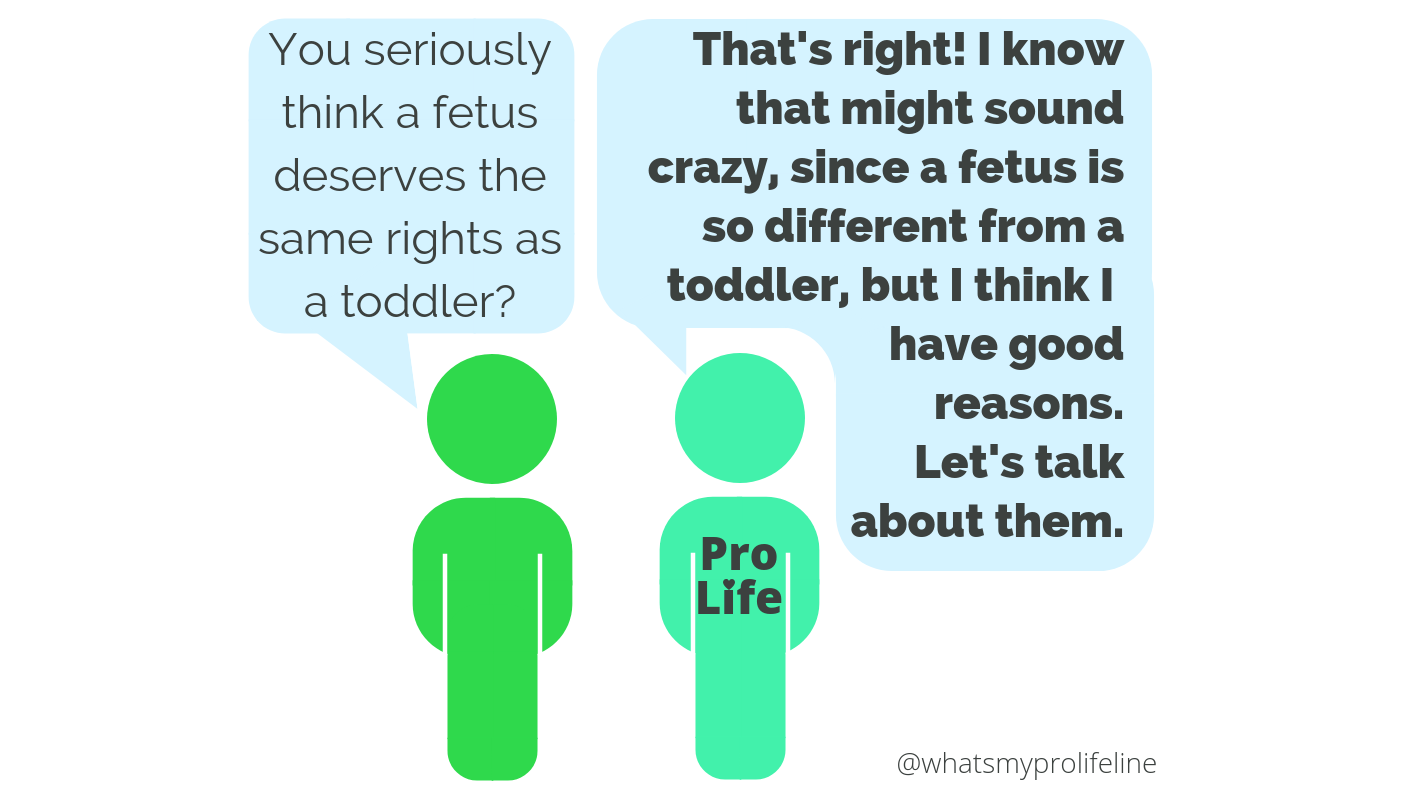 You seriously
think a fetus
deserves the
same rights as
a toddler?
That's right! I know
that might sound
crazy, since a fetus is
so different from a
toddler, but I think I
have good
reasons.
Let's talk
about them.
Pro
Life
@whatsmyprolifeline